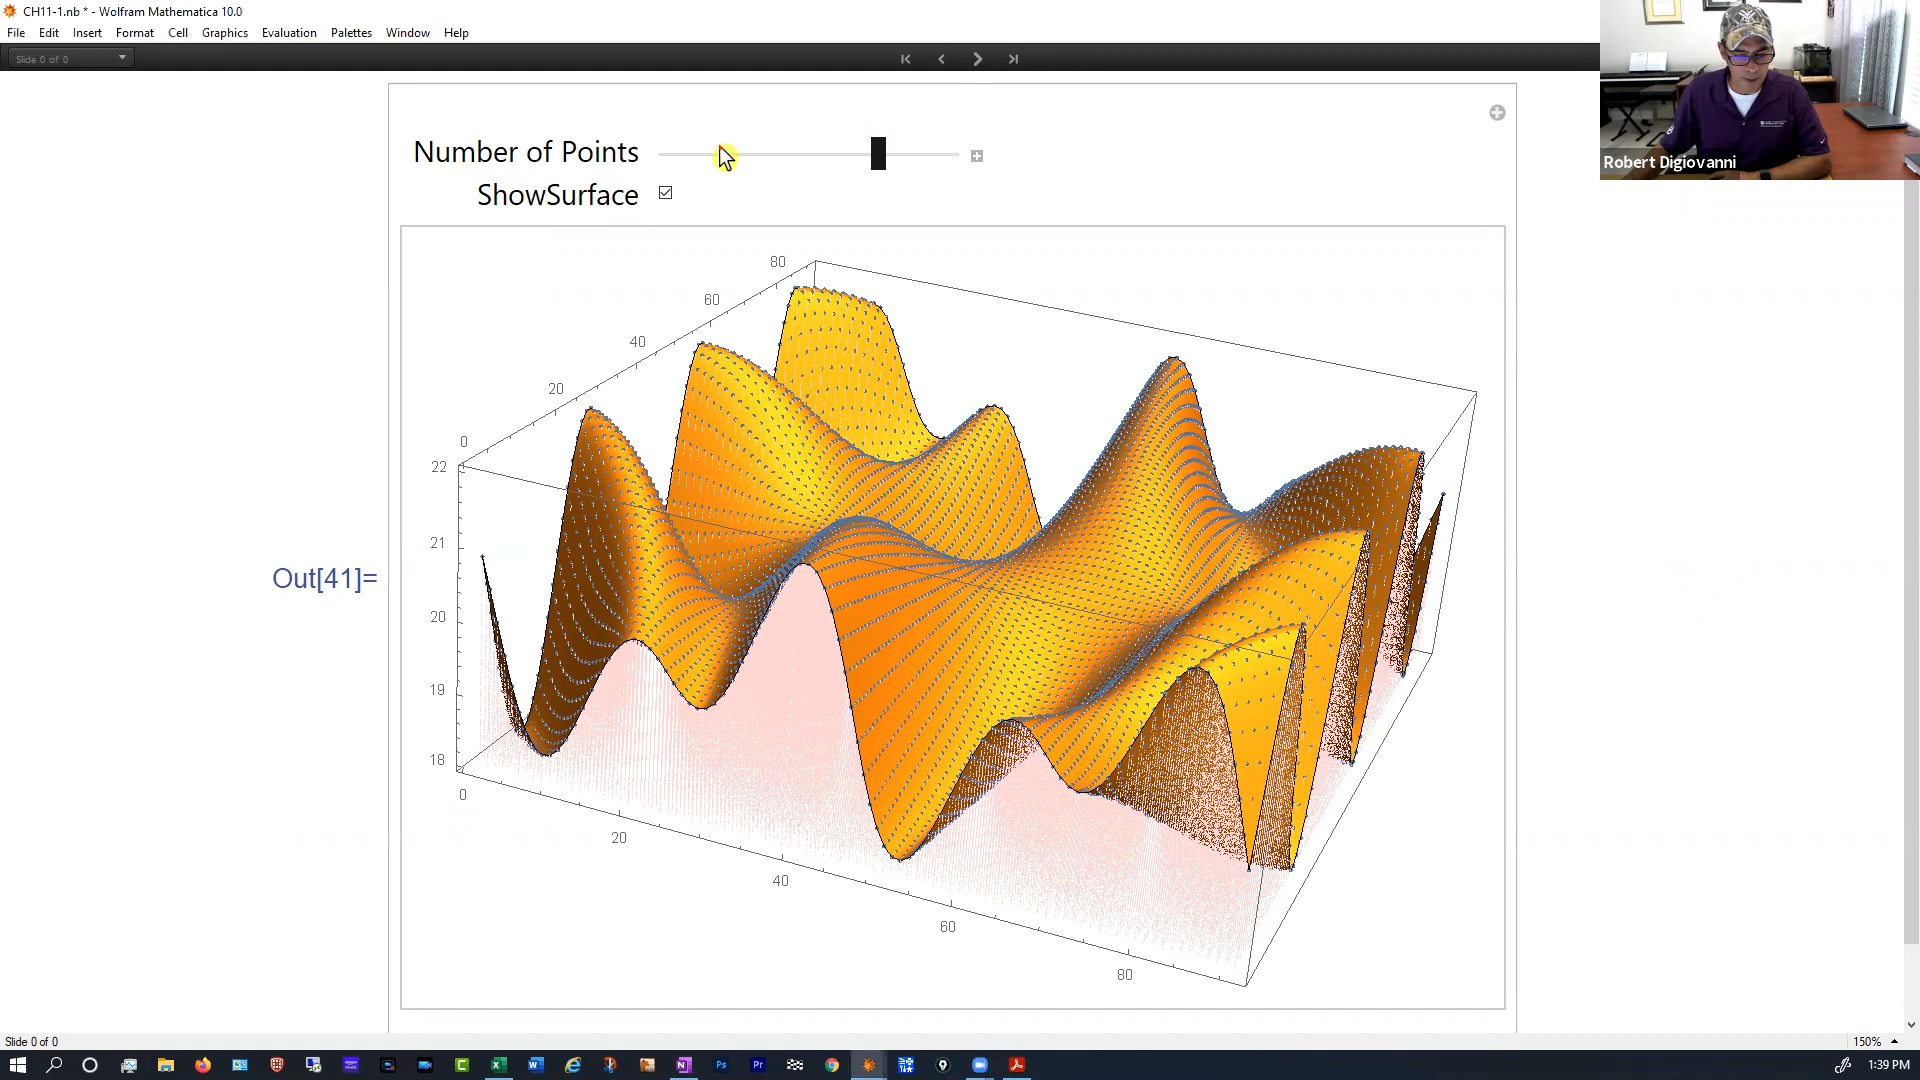 CH11-1.nb * - Wolfram Mathematica 10.0
File Edit Insert Format Cell Graphics Evaluation Palettes Window Help
Slide 0 of 0
Number of Points
ShowSurface
Robert Digiovanni
80
60
40
20
0
22
21
20
19
18
0
20
40
60
80
Out[41]=
Slide 0 of 0
150%
1:39 PM